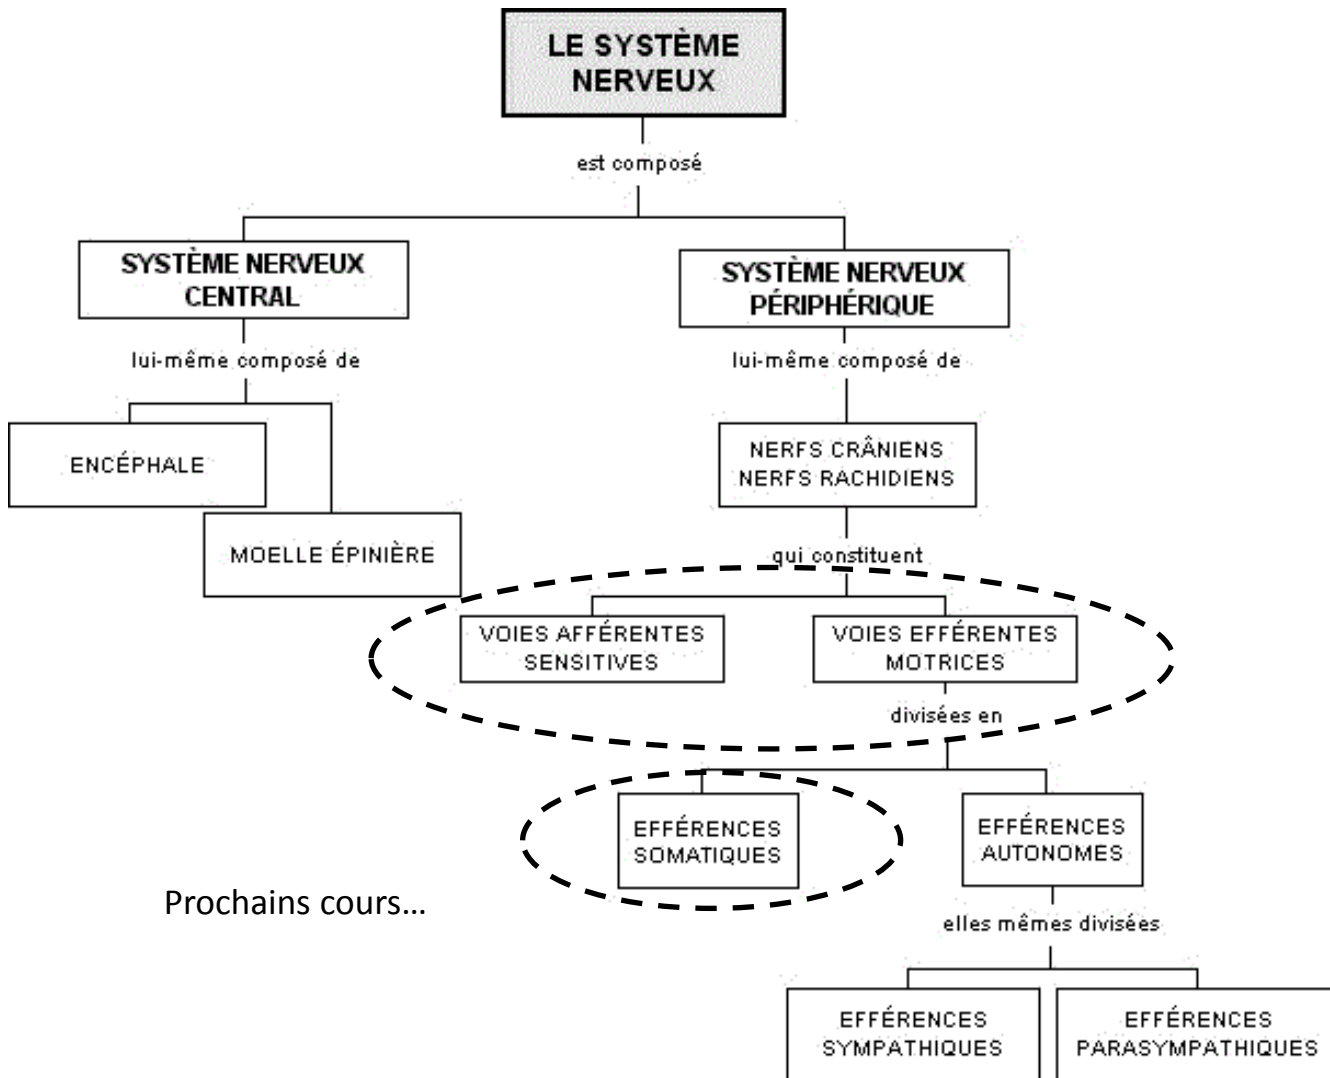 LE SYSTÈME
NERVEUX
est composé
SYSTÈME NERVEUX
CENTRAL
SYSTÈME NERVEUX
PÉRIPHÉRIQUE
lui-même composé de
lui-même composé de
ENCÉPHALE
MOELLE ÉPINIÈRE
NERFS CRÂNIENS
NERFS RACHIDIENS
qui constituent
VOIES AFFÉRENTES
SENSITIVES
VOIES EFFÉRENTES
MOTRICES
divisées en
EFFÉRENCES
SOMATIQUES
EFFÉRENCES
AUTONOMES
Prochains cours...
elles mêmes divisées
EFFÉRENCES
SYMPATHIQUES
EFFÉRENCES
PARASYMPATHIQUES